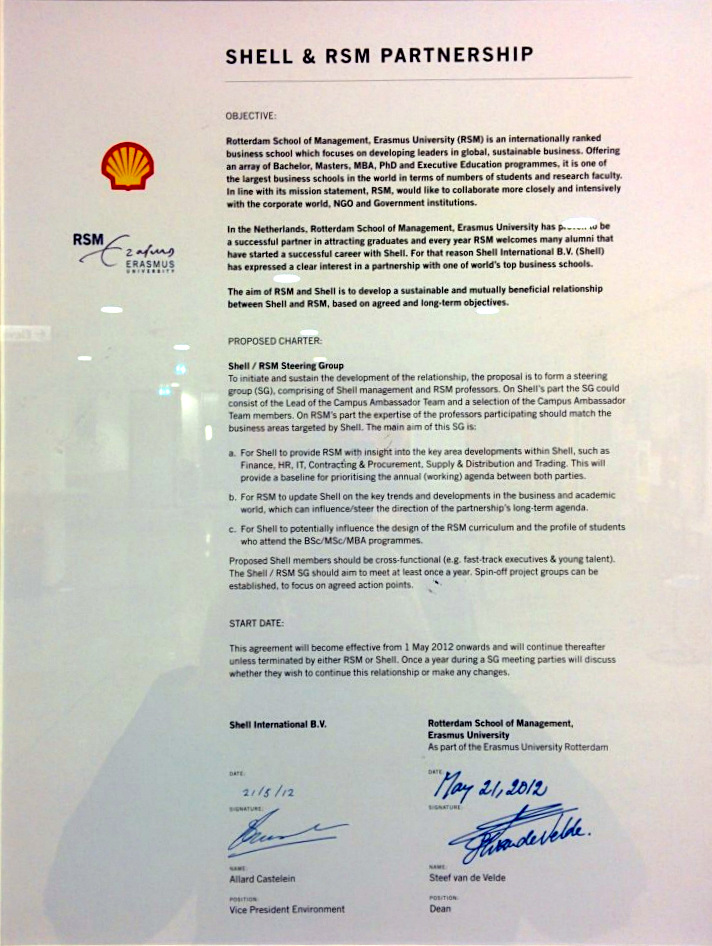 SHELL & RSM PARTNERSHIP
OBJECTIVE:
Rotterdam School of Management, Erasmus University (RSM) is an internationally ranked
business school which focuses on developing leaders in global, sustainable business. Offering
an array of Bachelor, Masters, MBA, PhD and Executive Education programmes, it is one of
the largest business schools in the world in terms of numbers of students and research faculty.
In line with its mission statement, RSM, would like to collaborate more closely and intensively
with the corporate world, NGO and Government institutions.
RSM
Erasmus
ERASMUS
UNIVERSITY
In the Netherlands, Rotterdam School of Management, Erasmus University has to be
a successful partner in attracting graduates and every year RSM welcomes many alumni that
have started a successful career with Shell. For that reason Shell International B.V. (Shell)
has expressed a clear interest in a partnership with one of world's top business schools.
The aim of RSM and Shell is to develop a sustainable and mutually beneficial relationship
between Shell and RSM, based on agreed and long-term objectives.
PROPOSED CHARTER:
Shell / RSM Steering Group
To initiate and sustain the development of the relationship, the proposal is to form a steering
group (SG), comprising of Shell management and RSM professors. On Shell's part the SG could
consist of the Lead of the Campus Ambassador Team and a selection of the Campus Ambassador
Team members. On RSM's part the expertise of the professors participating should match the
business areas targeted by Shell. The main aim of this SG is:
a. For Shell to provide RSM with insight into the key area developments within Shell, such as
Finance, HR, IT, Contracting & Procurement, Supply & Distribution and Trading. This will
provide a baseline for prioritising the annual (working) agenda between both parties.
b. For RSM to update Shell on the key trends and developments in the business and academic
world, which can influence/steer the direction of the partnership's long-term agenda.
c. For Shell to potentially influence the design of the RSM curriculum and the profile of students
who attend the BSc/MSc/MBA programmes.
Proposed Shell members should be cross-functional (e.g. fast-track executives & young talent).
The Shell / RSM SG should aim to meet at least once a year. Spin-off project groups can be
established, to focus on agreed action points.
START DATE:
This agreement will become effective from 1 May 2012 onwards and will continue thereafter
unless terminated by either RSM or Shell. Once a year during a SG meeting parties will discuss
whether they wish to continue this relationship or make any changes.
Shell International B.V.
Rotterdam School of Management,
Erasmus University
As part of the Erasmus University Rotterdam
DATE:
21/5/12
DATE:
May 21, 2012
SIGNATURE:
SIGNATURE:
NAME:
Allard Castelein
NAME:
Steef van de Velde
POSITION:
Vice President Environment
POSITION:
Dean